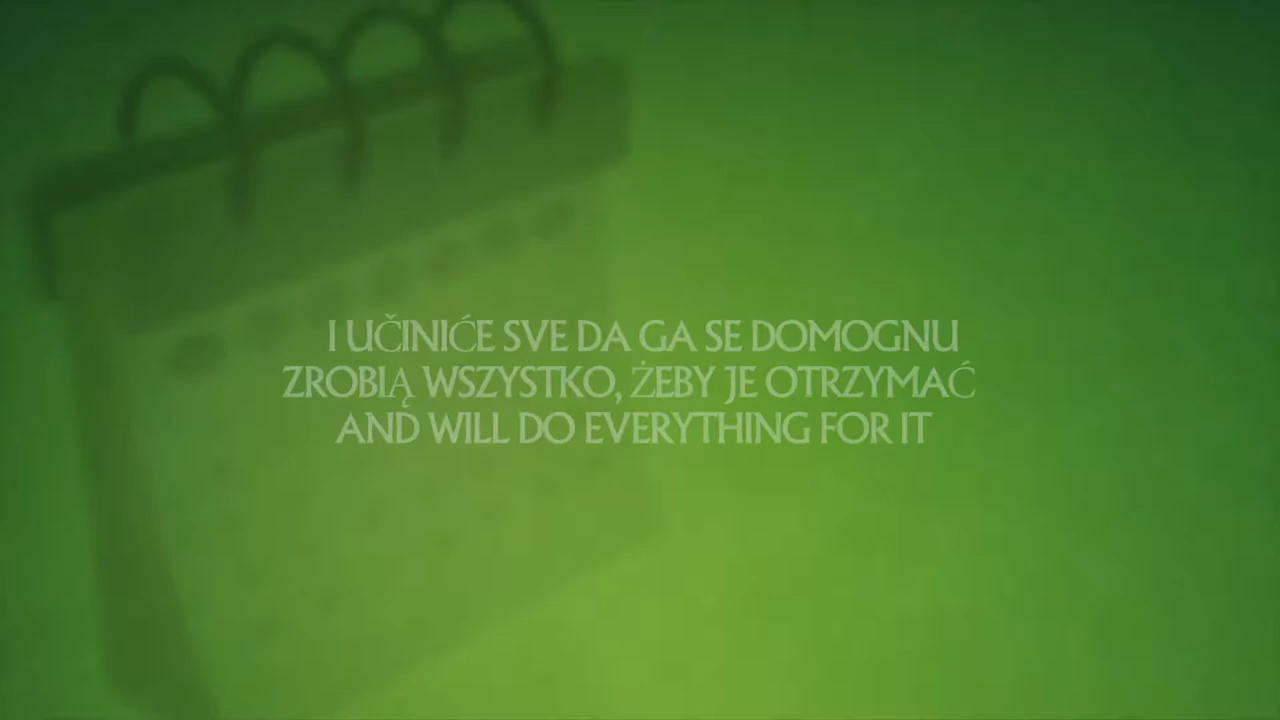 I UČINIĆE SVE DA GA SE DOMOGNU
ZROBIĄ WSZYSTKO, ŻEBY JE OTRZYMAĆ
AND WILL DO EVERYTHING FOR IT